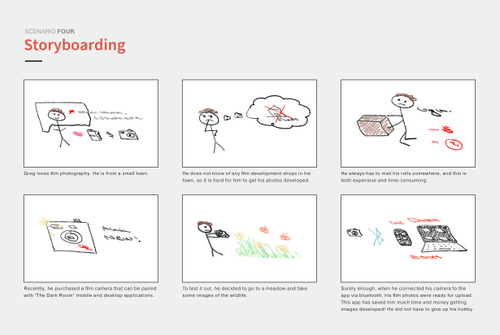 SCENARIO FOUR
Storyboarding
Greg loves film photography. He is from a small town.
He does not know of any film development shops in his
town, so it is hard for him to get his photos developed.
He always has to mail his rolls somewhere, and this is
both expensive and time-consuming.
ALL
NEW!
THE DARK
ROOM
Recently, he purchased a film camera that can be paired
with "The Dark Room" mobile and desktop applications.
To test it out, he decided to go to a meadow and take
some images of the wildlife.
Surely enough, when he connected his camera to the
app via bluetooth, his film photos were ready for upload.
This app has saved him much time and money getting
images developed! He did not have to give up his hobby.